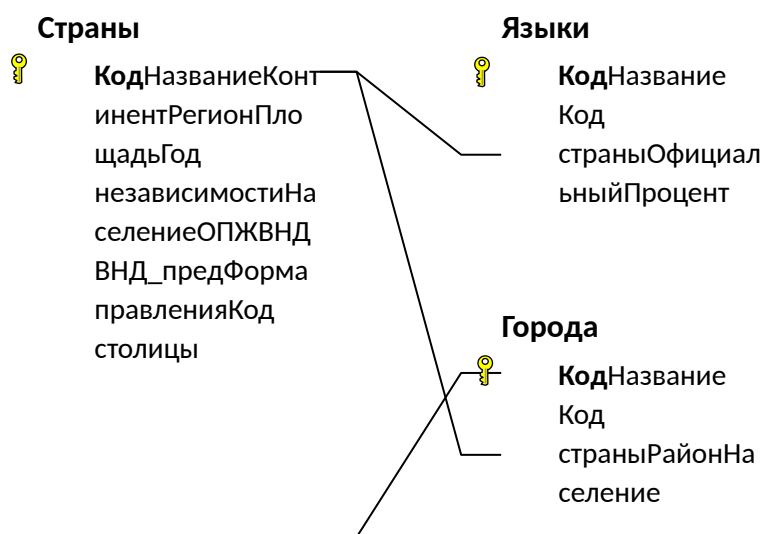 Страны
КодНазваниеКонт
инентРегионПло
щадьГод
независимостиНа
селениеОПЖВНД
ВНД_предФорма
правленияКод
столицы
Языки
КодНазвание
Код
страныОфициал
ьныйПроцент
Города
КодНазвание
Код
страныРайонНа
селение